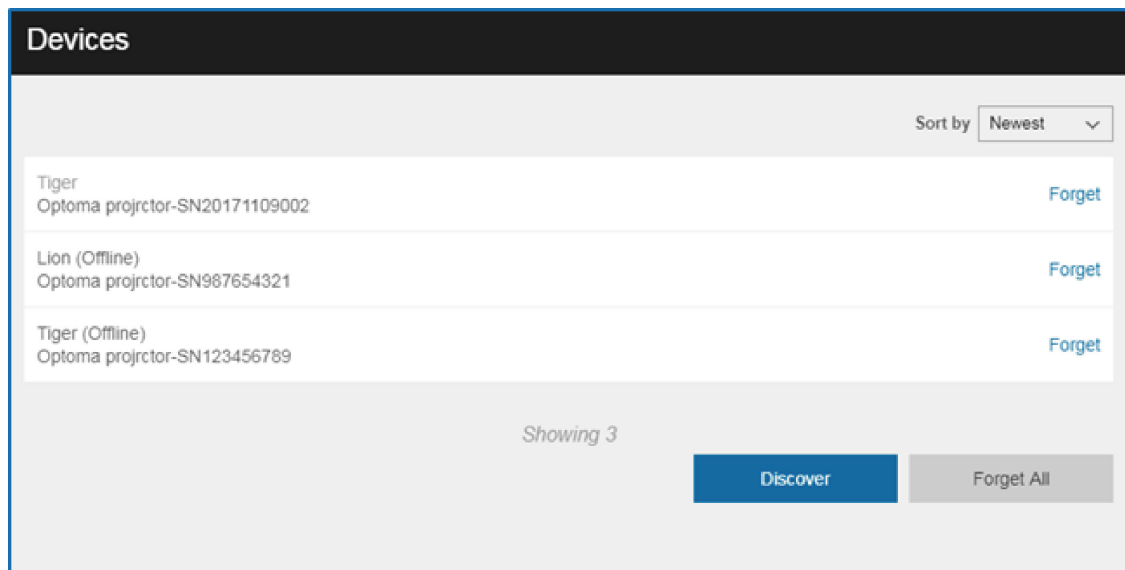 Devices
Sort by Newest
Tiger
Optoma projrctor-SN20171109002
Forget
Lion (Offline)
Optoma projrctor-SN987654321
Forget
Tiger (Offline)
Optoma projrctor-SN123456789
Forget
Showing 3
Discover
Forget All